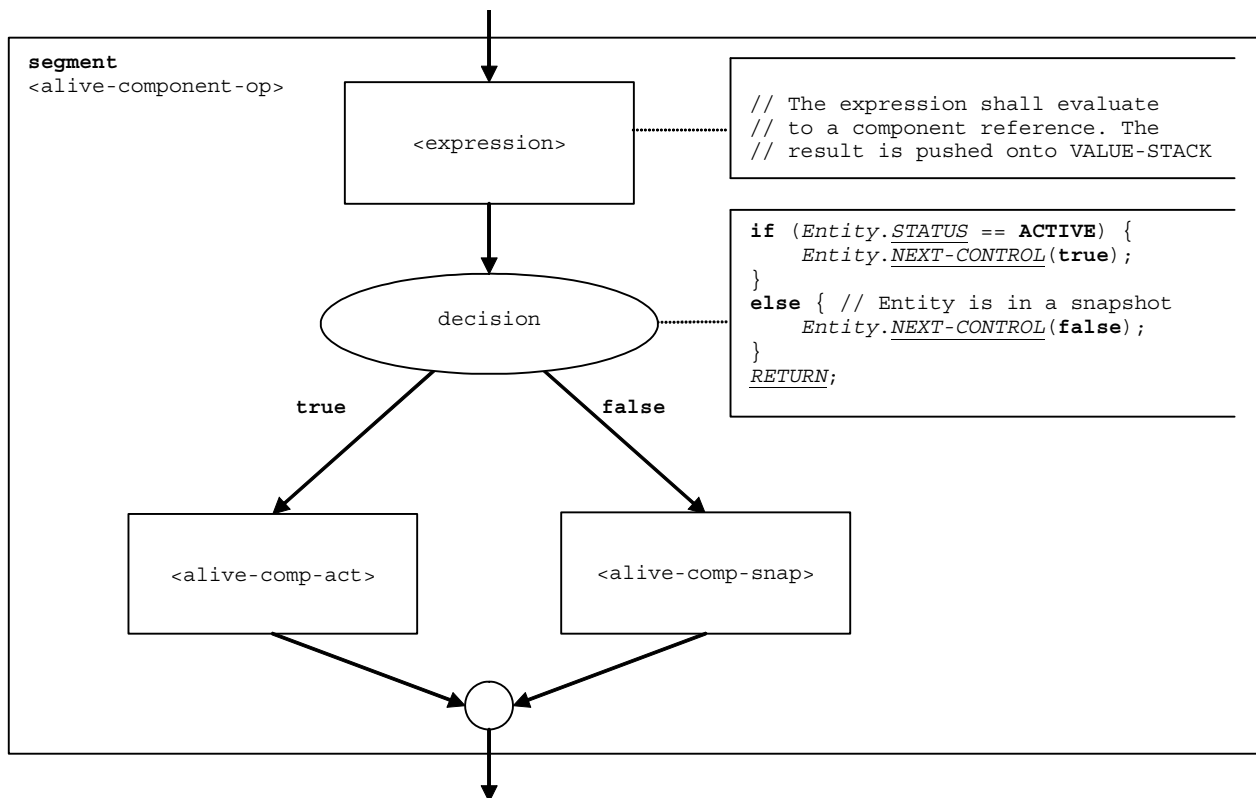 segment
<alive-component-op>
<expression>
// The expression shall evaluate
// to a component reference. The
// result is pushed onto VALUE-STACK
decision
if (Entity.STATUS == ACTIVE) {
    Entity.NEXT-CONTROL(true);
}
else { // Entity is in a snapshot
    Entity.NEXT-CONTROL(false);
}
RETURN;
true
false
<alive-comp-act>
<alive-comp-snap>